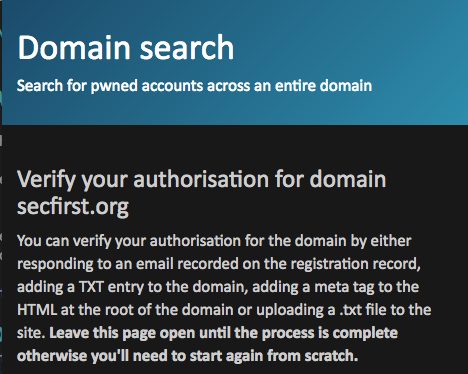 Domain search
Search for pwned accounts across an entire domain
Verify your authorisation for domain
secfirst.org
You can verify your authorisation for the domain by either
responding to an email recorded on the registration record,
adding a TXT entry to the domain, adding a meta tag to the
HTML at the root of the domain or uploading a .txt file to the
site. Leave this page open until the process is complete
otherwise you'll need to start again from scratch.